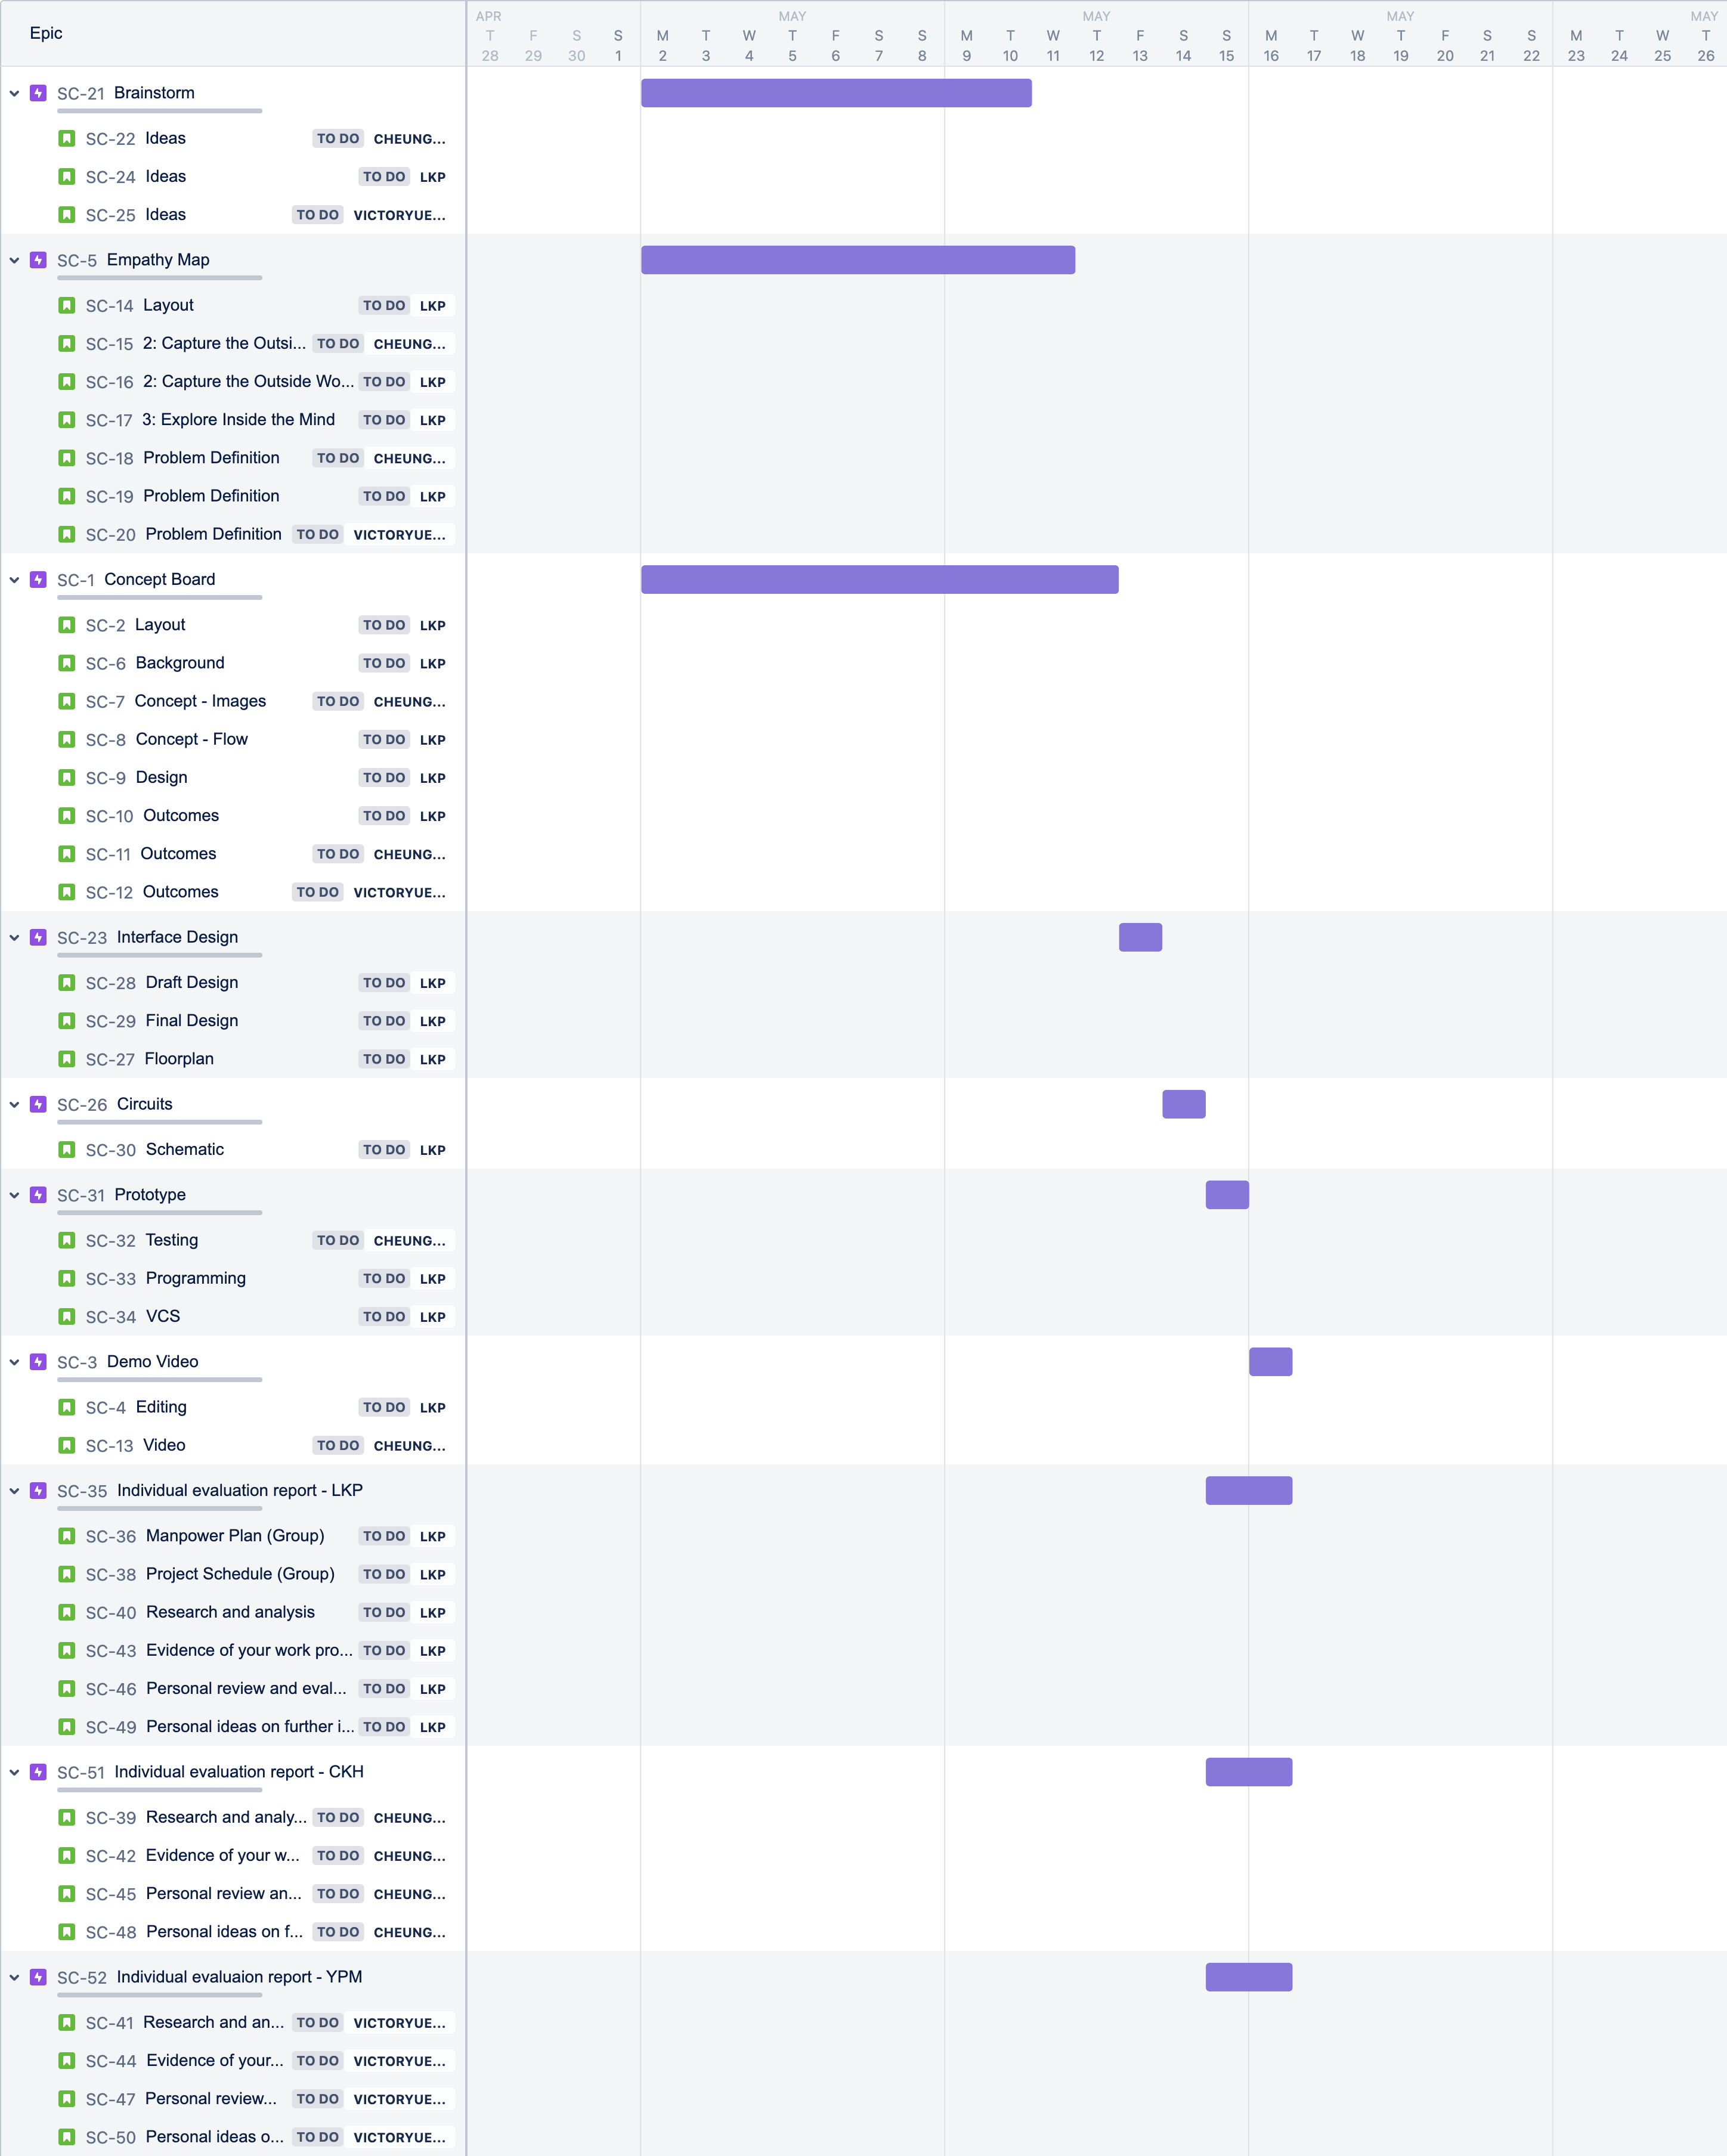 Epic
APR MAY MAY MAY MAY
T F S S M T W T F S S M T W T F S S M T W T F S S M T W T
28 29 30 1 2 3 4 5 6 7 8 9 10 11 12 13 14 15 16 17 18 19 20 21 22 23 24 25 26
SC-21 Brainstorm
SC-22 Ideas TO DO CHEUNG...
SC-24 Ideas TO DO LKP
SC-25 Ideas TO DO VICTORYUE...
SC-5 Empathy Map
SC-14 Layout TO DO LKP
SC-15 2: Capture the Outsi... TO DO CHEUNG...
SC-16 2: Capture the Outside Wo... TO DO LKP
SC-17 3: Explore Inside the Mind TO DO LKP
SC-18 Problem Definition TO DO CHEUNG...
SC-19 Problem Definition TO DO LKP
SC-20 Problem Definition TO DO VICTORYUE...
SC-1 Concept Board
SC-2 Layout TO DO LKP
SC-6 Background TO DO LKP
SC-7 Concept - Images TO DO CHEUNG...
SC-8 Concept - Flow TO DO LKP
SC-9 Design TO DO LKP
SC-10 Outcomes TO DO LKP
SC-11 Outcomes TO DO CHEUNG...
SC-12 Outcomes TO DO VICTORYUE...
SC-23 Interface Design
SC-28 Draft Design TO DO LKP
SC-29 Final Design TO DO LKP
SC-27 Floorplan TO DO LKP
SC-26 Circuits
SC-30 Schematic TO DO LKP
SC-31 Prototype
SC-32 Testing TO DO CHEUNG...
SC-33 Programming TO DO LKP
SC-34 VCS TO DO LKP
SC-3 Demo Video
SC-4 Editing TO DO LKP
SC-13 Video TO DO CHEUNG...
SC-35 Individual evaluation report - LKP
SC-36 Manpower Plan (Group) TO DO LKP
SC-38 Project Schedule (Group) TO DO LKP
SC-40 Research and analysis TO DO LKP
SC-43 Evidence of your work pro... TO DO LKP
SC-46 Personal review and eval... TO DO LKP
SC-49 Personal ideas on further i... TO DO LKP
SC-51 Individual evaluation report - CKH
SC-39 Research and analy... TO DO CHEUNG...
SC-42 Evidence of your w... TO DO CHEUNG...
SC-45 Personal review an... TO DO CHEUNG...
SC-48 Personal ideas on f... TO DO CHEUNG...
SC-52 Individual evaluaion report - YPM
SC-41 Research and an... TO DO VICTORYUE...
SC-44 Evidence of your... TO DO VICTORYUE...
SC-47 Personal review... TO DO VICTORYUE...
SC-50 Personal ideas o... TO DO VICTORYUE...